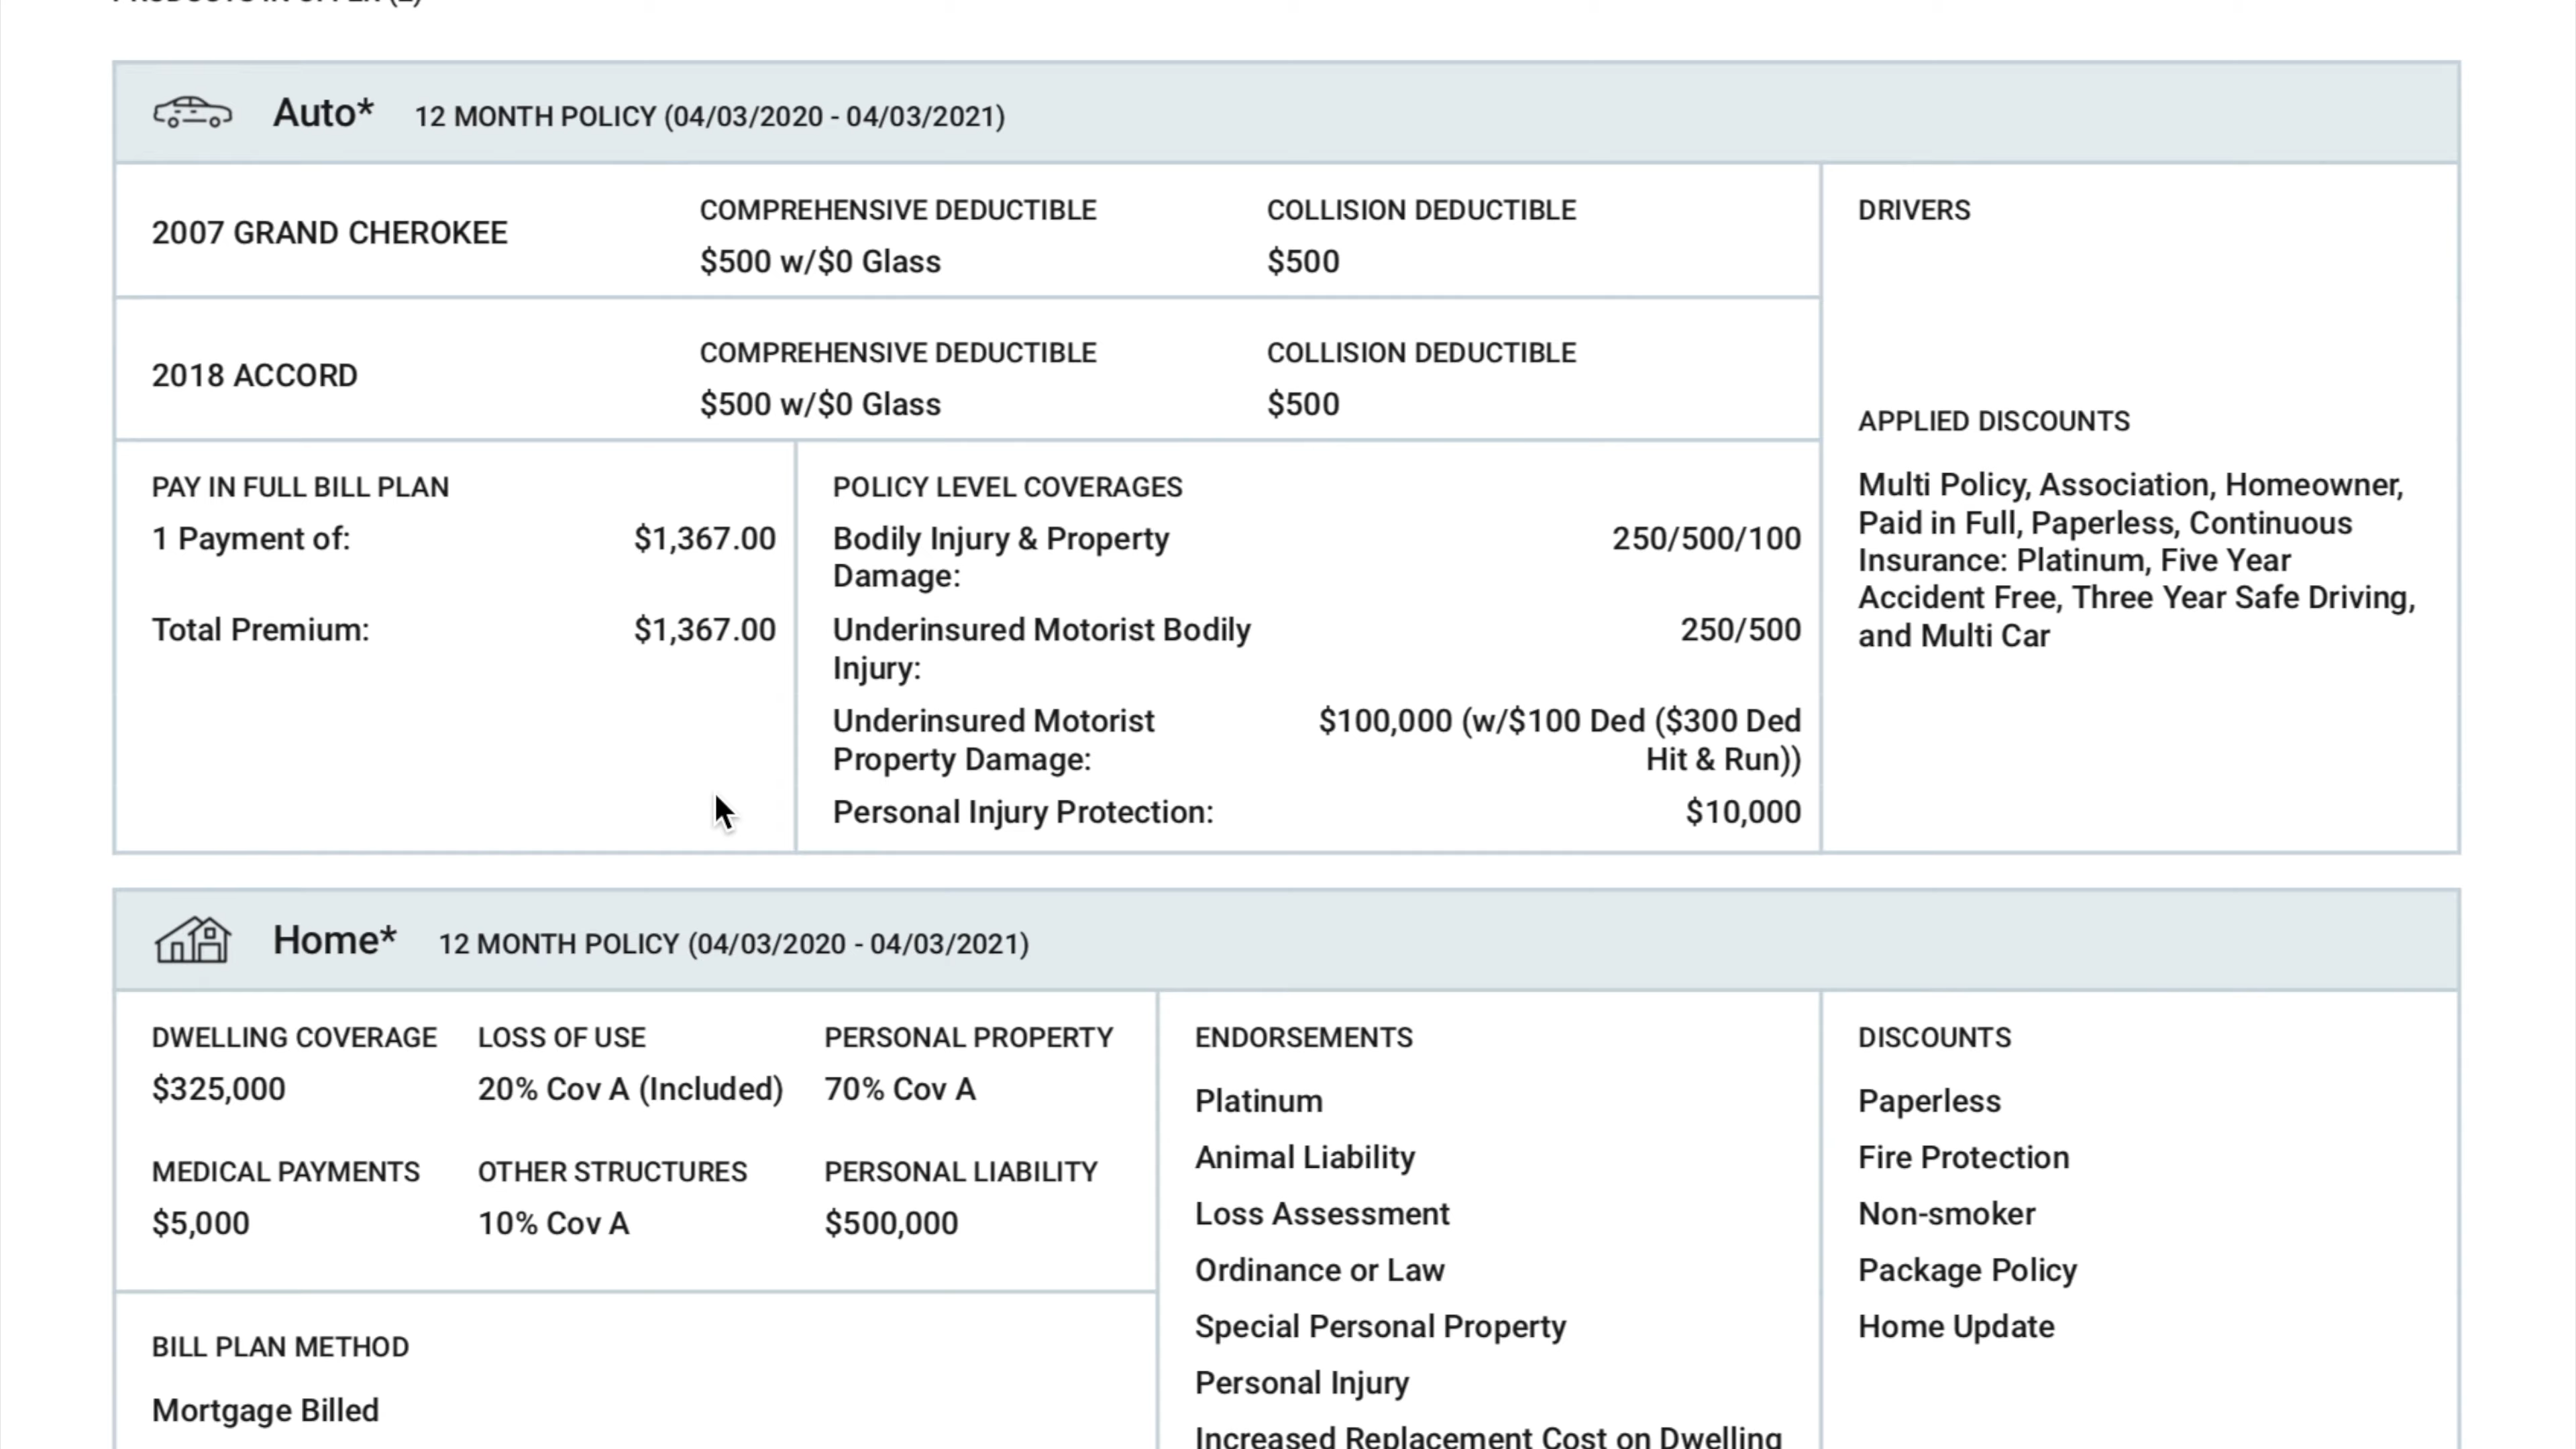 PRODUCTS IN OFFER (2)
Auto* 12 MONTH POLICY (04/03/2020 - 04/03/2021)
2007 GRAND CHEROKEE
COMPREHENSIVE DEDUCTIBLE
$500 w/$0 Glass
COLLISION DEDUCTIBLE
$500
2018 ACCORD
COMPREHENSIVE DEDUCTIBLE
$500 w/$0 Glass
COLLISION DEDUCTIBLE
$500
DRIVERS
APPLIED DISCOUNTS
Multi Policy, Association, Homeowner,
Paid in Full, Paperless, Continuous
Insurance: Platinum, Five Year
Accident Free, Three Year Safe Driving,
and Multi Car
PAY IN FULL BILL PLAN
1 Payment of: $1,367.00
Total Premium: $1,367.00
POLICY LEVEL COVERAGES
Bodily Injury & Property 250/500/100
Damage:
Underinsured Motorist Bodily 250/500
Injury:
Underinsured Motorist $100,000 (w/$100 Ded ($300 Ded
Property Damage: Hit & Run))
Personal Injury Protection: $10,000
Home* 12 MONTH POLICY (04/03/2020 - 04/03/2021)
DWELLING COVERAGE LOSS OF USE PERSONAL PROPERTY
$325,000 20% Cov A (Included) 70% Cov A
MEDICAL PAYMENTS OTHER STRUCTURES PERSONAL LIABILITY
$5,000 10% Cov A $500,000
BILL PLAN METHOD
Mortgage Billed
ENDORSEMENTS
Platinum
Animal Liability
Loss Assessment
Ordinance or Law
Special Personal Property
Personal Injury
Increased Replacement Cost on Dwelling
DISCOUNTS
Paperless
Fire Protection
Non-smoker
Package Policy
Home Update